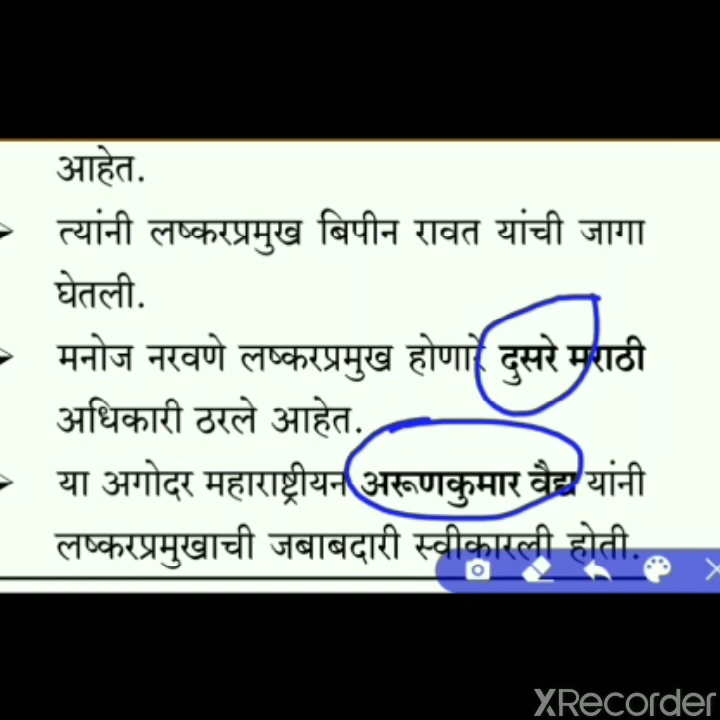 आहेत.
त्यांनी लष्करप्रमुख बिपीन रावत यांची जागा
घेतली.
मनोज नरवणे लष्करप्रमुख होणारे दुसरे मराठी
अधिकारी ठरले आहेत.
या अगोदर महाराष्ट्रीयन अरूणकुमार वैद्य यांनी
लष्करप्रमुखाची जबाबदारी स्वीकारली होती.
XRecorder